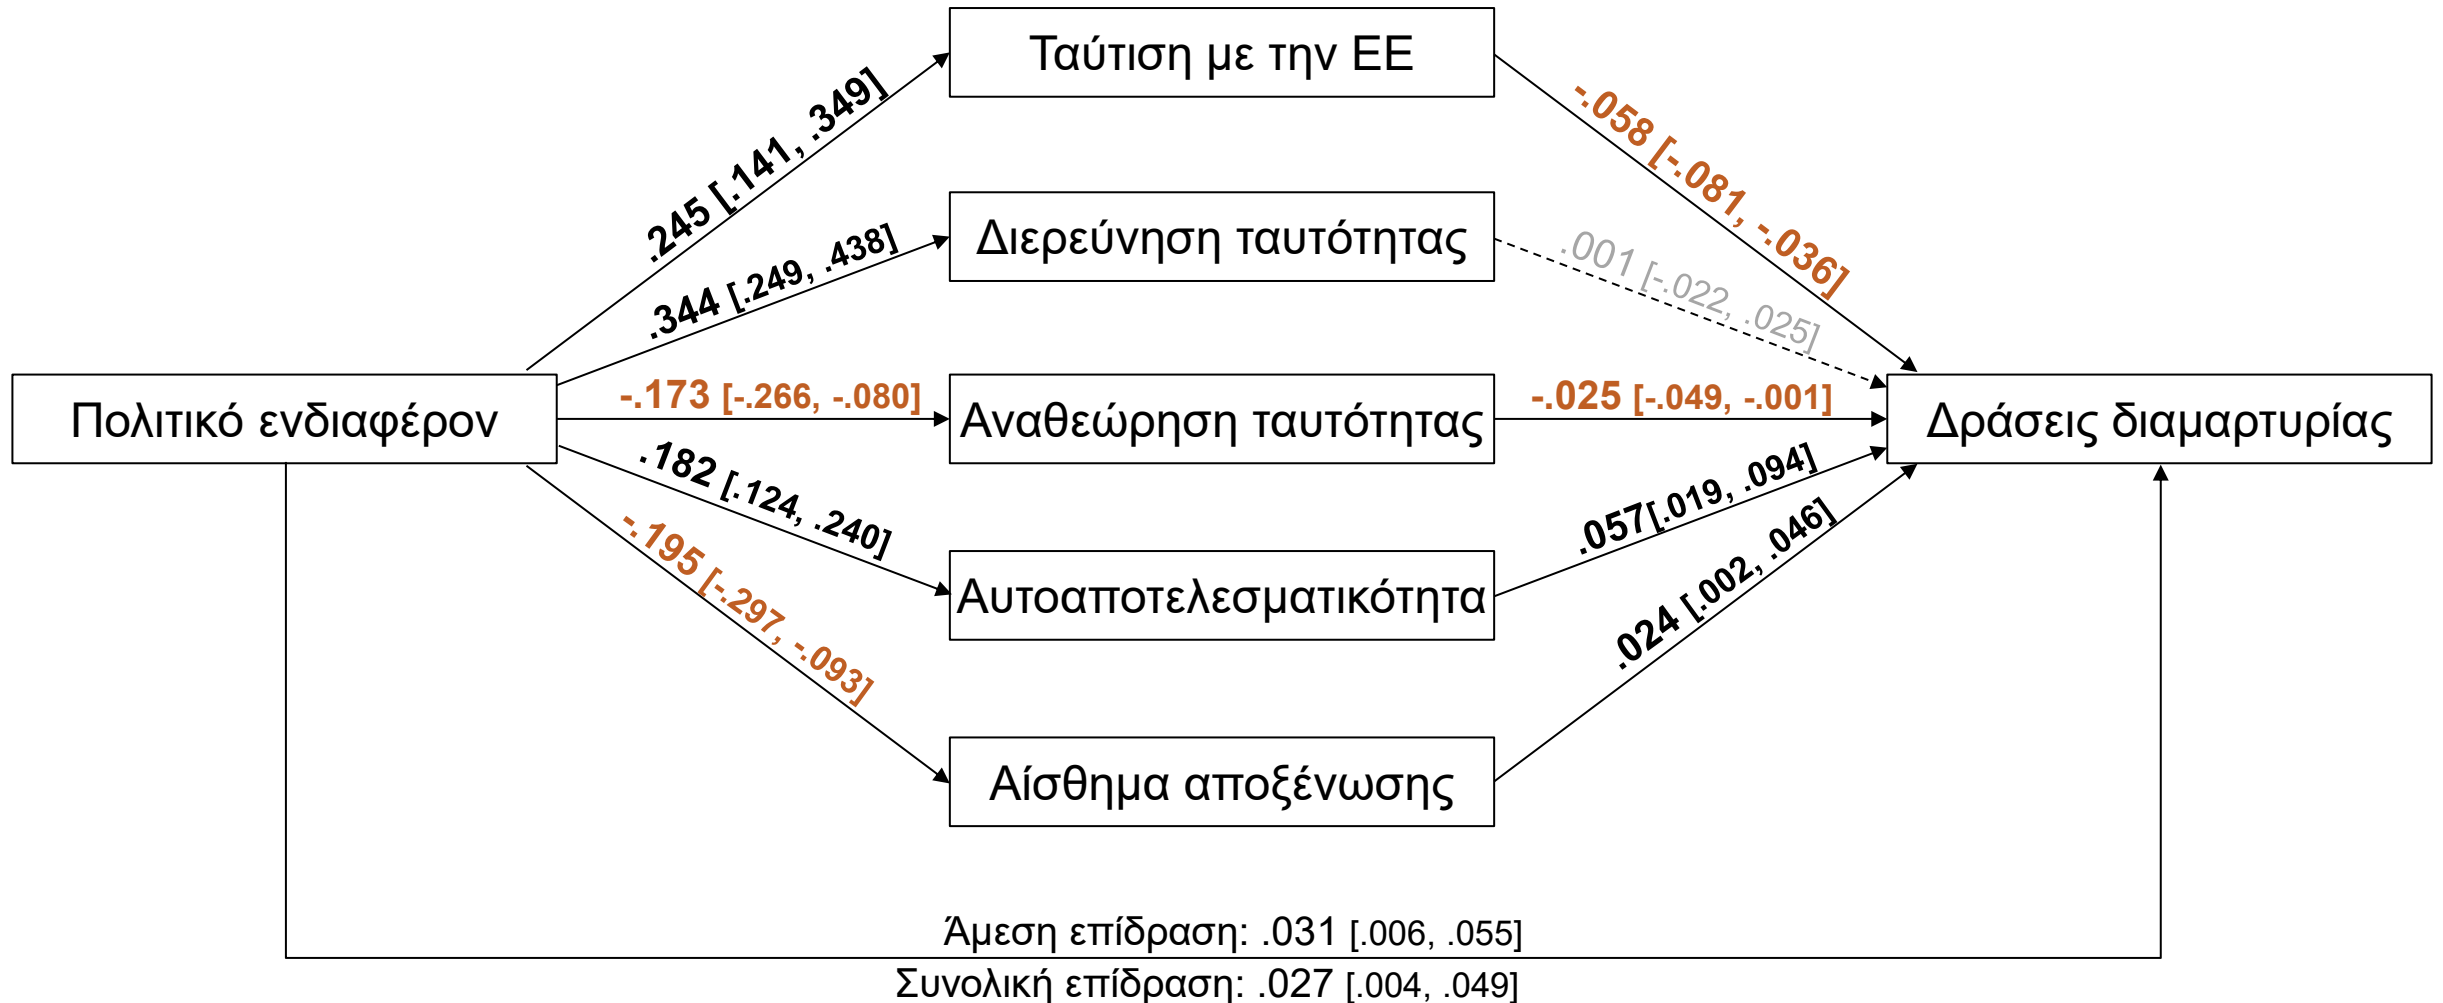 Ταύτιση με την ΕΕ
.245 [.141, .349]
-.058 [-.081, -.036]
Διερεύνηση ταυτότητας
.344 [.249, .438]
.001 [-.022, .025]
Πολιτικό ενδιαφέρον
-.173 [-.266, -.080]
Αναθεώρηση ταυτότητας
-.025 [-.049, -.001]
Δράσεις διαμαρτυρίας
.182 [.124, .240]
Αυτοαποτελεσματικότητα
.057[.019, .094]
-.195 [-.297, -.093]
Αίσθημα αποξένωσης
.024 [.002, .046]
Άμεση επίδραση: .031 [.006, .055]
Συνολική επίδραση: .027 [.004, .049]